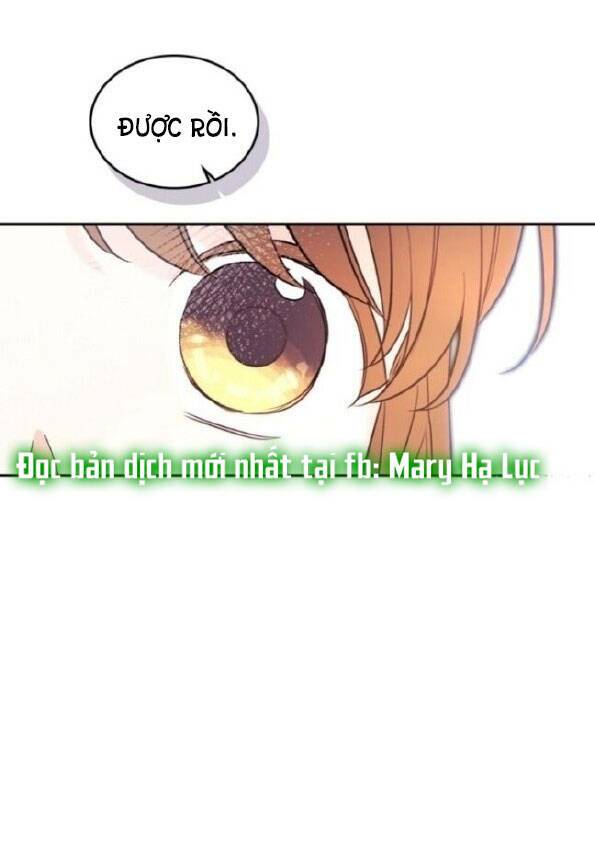 ĐƯỢC RỒI.
Đọc bản dịch mới nhất tại fb: Mary Hạ Lục